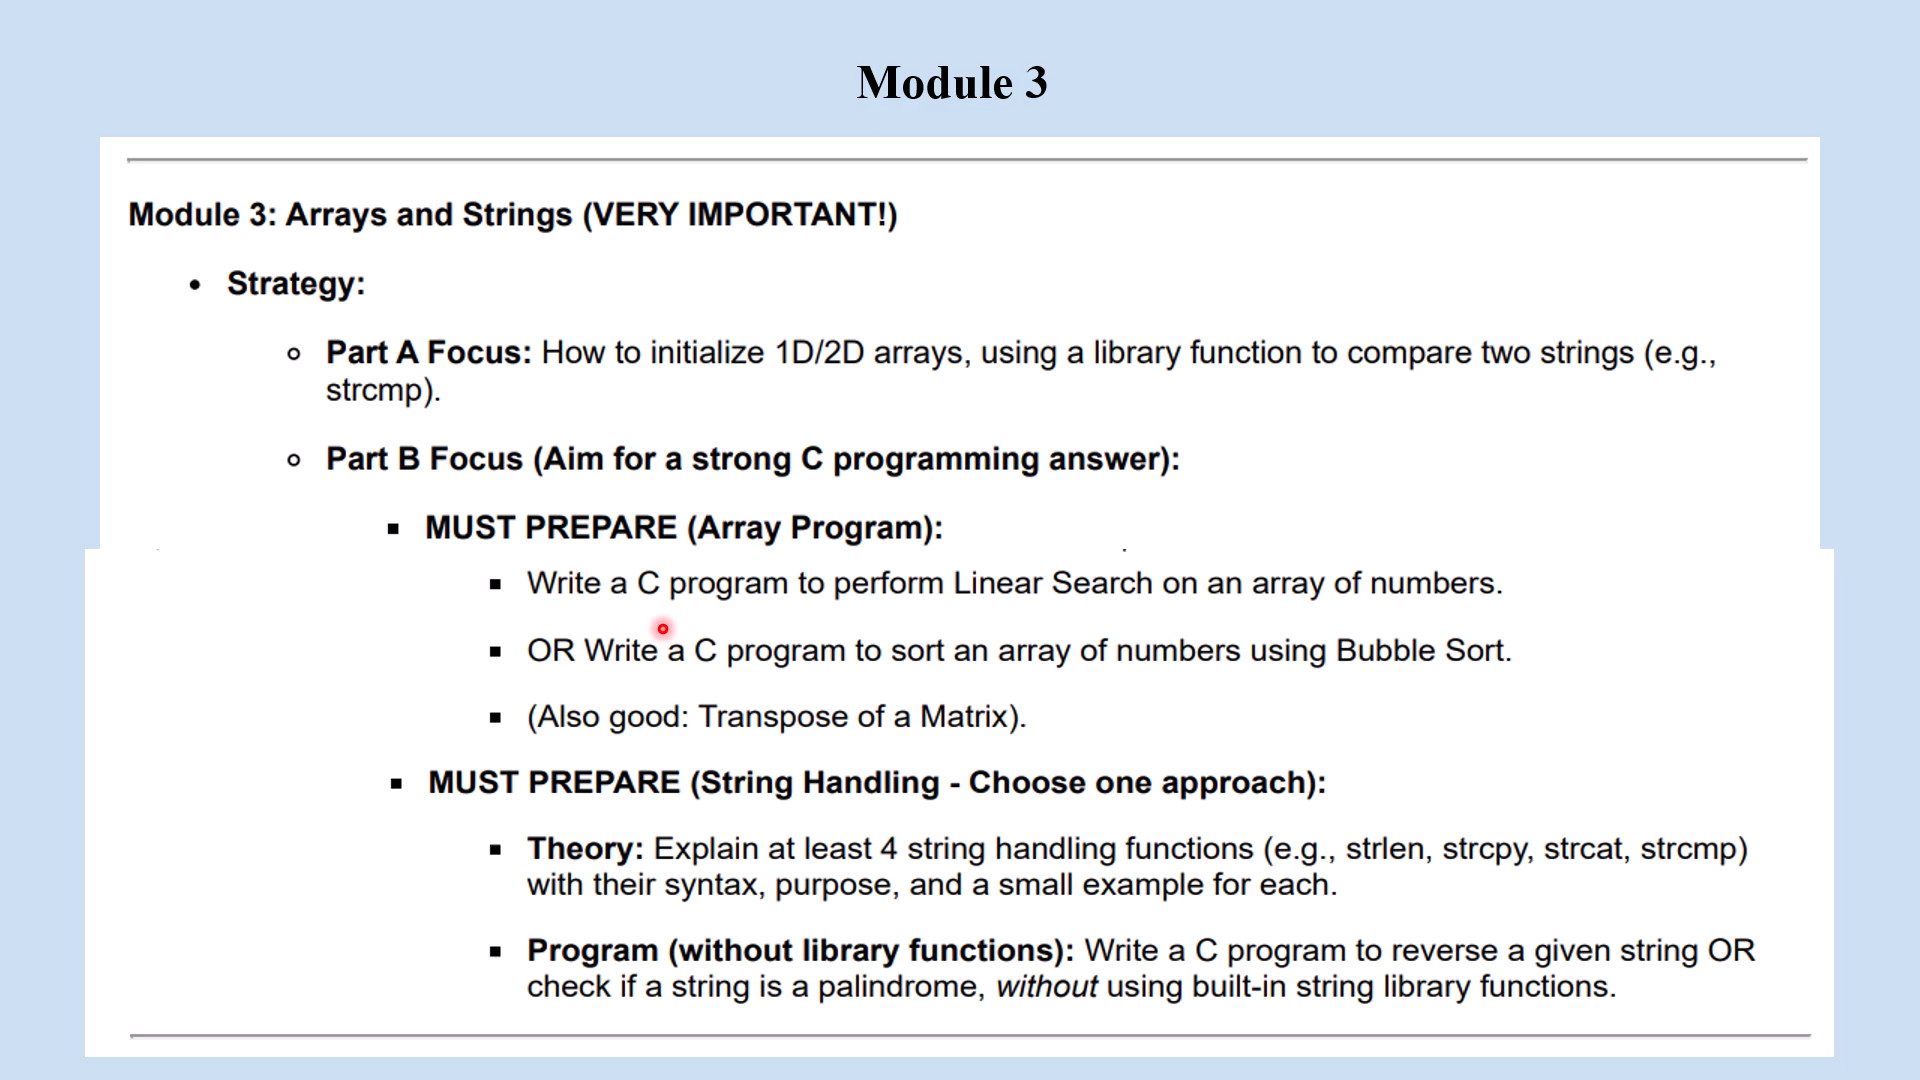 Module 3
Module 3: Arrays and Strings (VERY IMPORTANT!)
• Strategy:
Part A Focus: How to initialize 1D/2D arrays, using a library function to compare two strings (e.g.,
strcmp).
Part B Focus (Aim for a strong C programming answer):
▪ MUST PREPARE (Array Program):
▪ Write a C program to perform Linear Search on an array of numbers.
▪ OR Write a C program to sort an array of numbers using Bubble Sort.
▪ (Also good: Transpose of a Matrix).
▪ MUST PREPARE (String Handling - Choose one approach):
▪ Theory: Explain at least 4 string handling functions (e.g., strlen, strcpy, strcat, strcmp)
with their syntax, purpose, and a small example for each.
▪ Program (without library functions): Write a C program to reverse a given string OR
check if a string is a palindrome, without using built-in string library functions.